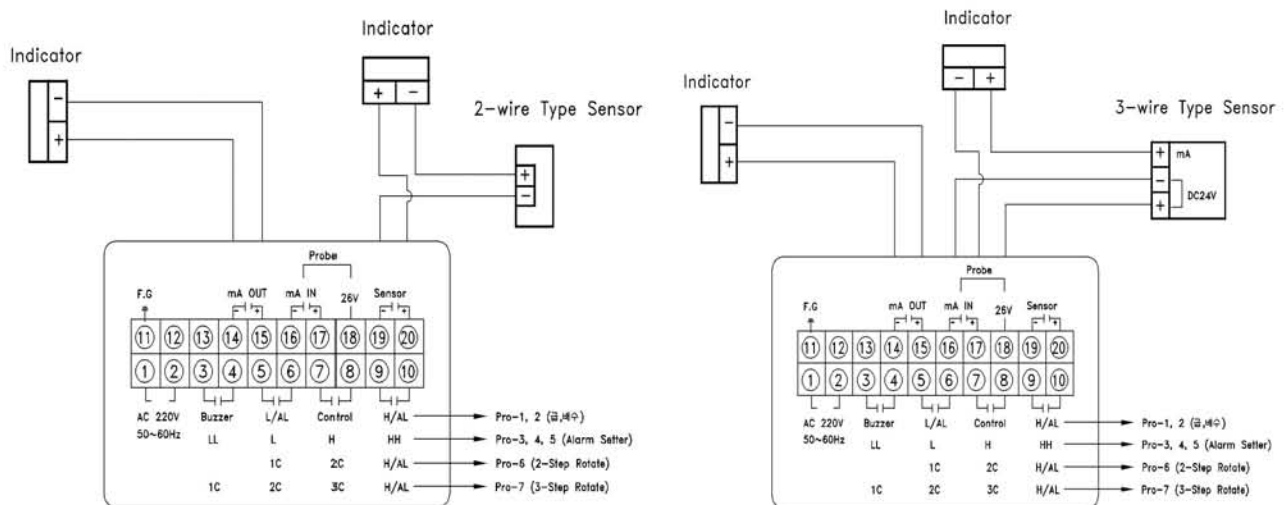 Indicator
Indicator
+ −
−
+
2-wire Type Sensor
+
−
Probe
F.G mA OUT mA IN 26V Sensor
- + - + - +
11 12 13 14 15 16 17 18 19 20
1 2 3 4 5 6 7 8 9 10
AC 220V Buzzer L/AL Control H/AL Pro-1, 2 (급,배수)
50~60Hz LL L H HH Pro-3, 4, 5 (Alarm Setter)
1C 2C H/AL Pro-6 (2-Step Rotate)
1C 2C 3C H/AL Pro-7 (3-Step Rotate)
Indicator
Indicator
− +
−
+
3-wire Type Sensor
+ mA
−
DC24V
+
Probe
F.G mA OUT mA IN 26V Sensor
- + - + - +
11 12 13 14 15 16 17 18 19 20
1 2 3 4 5 6 7 8 9 10
AC 220V Buzzer L/AL Control H/AL Pro-1, 2 (급,배수)
50~60Hz LL L H HH Pro-3, 4, 5 (Alarm Setter)
1C 2C H/AL Pro-6 (2-Step Rotate)
1C 2C 3C H/AL Pro-7 (3-Step Rotate)